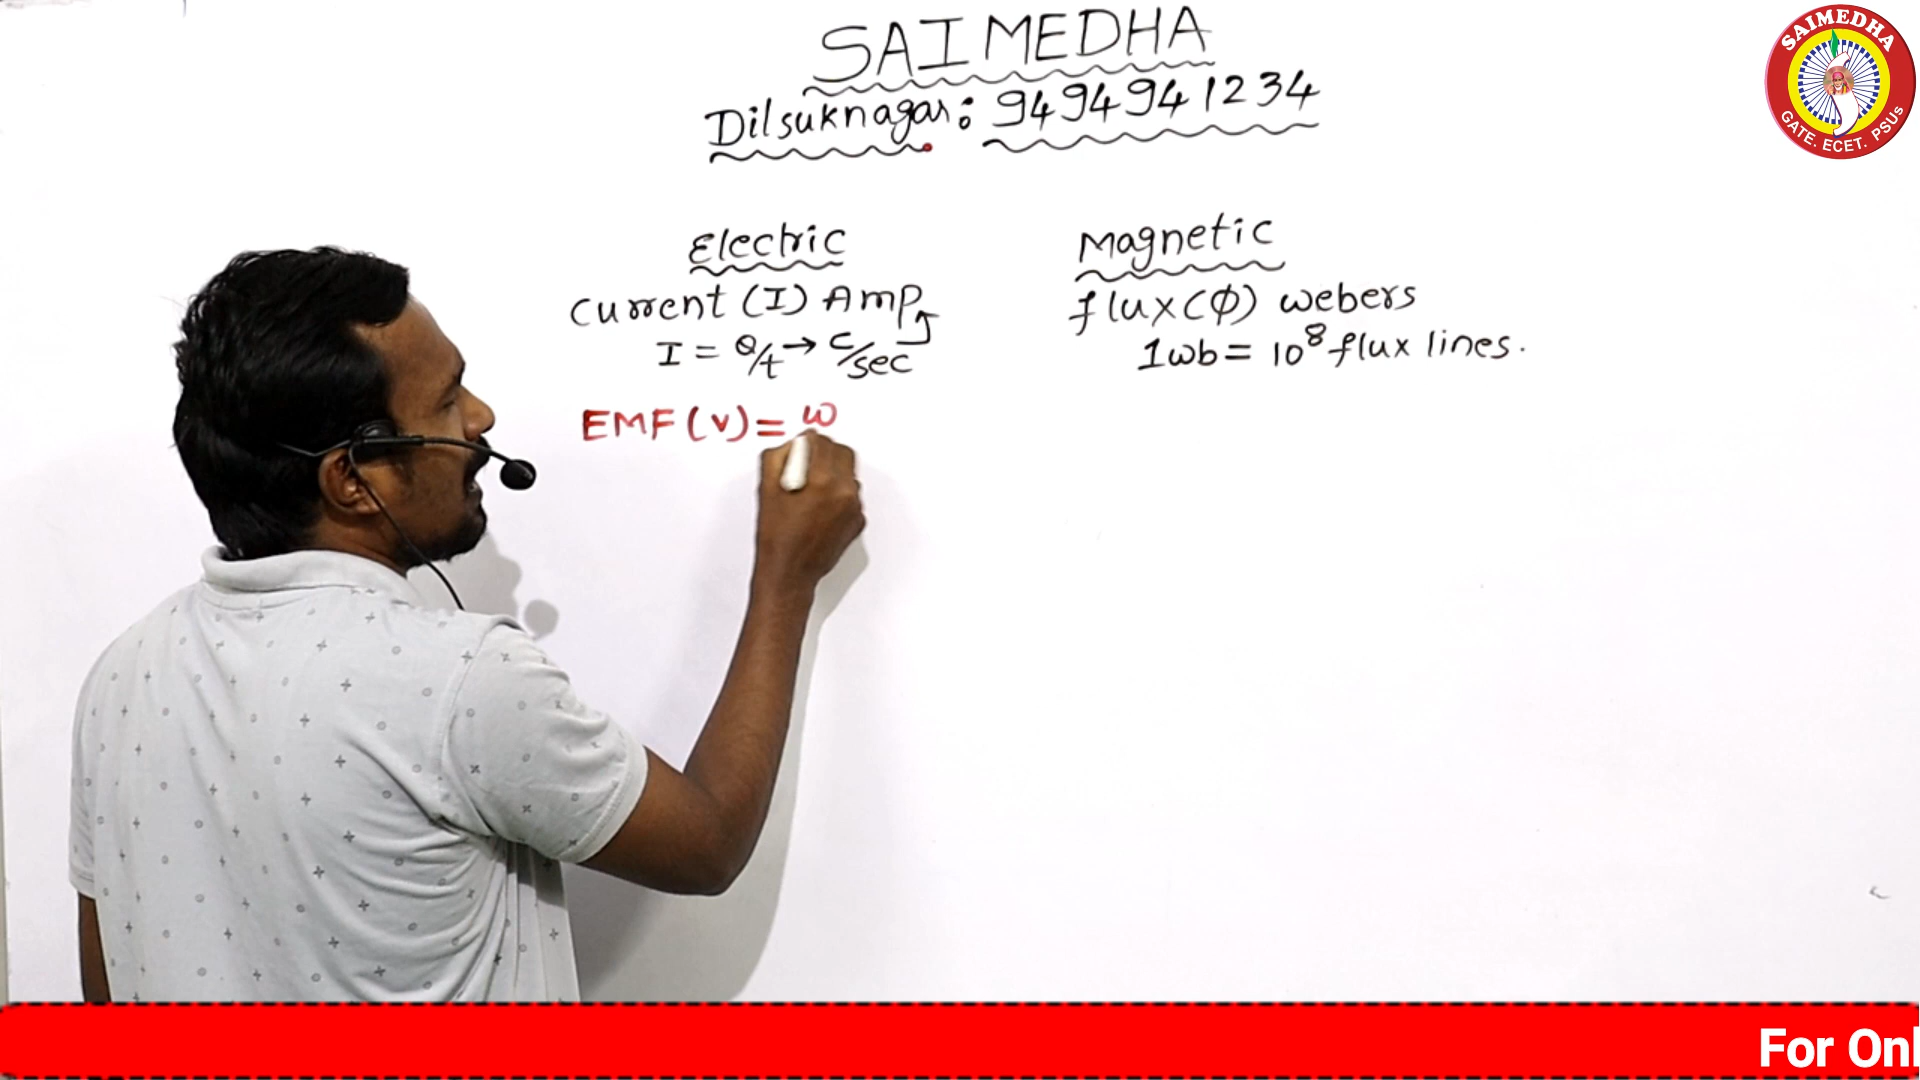 SAIMEDHA
Dilsuknagar: 9494941234
SAIMEDHA
GATE. ECET. PSUs
Electric
Magnetic
Current (I) Amp
flux(Φ) webers
I = Q/t → C/sec
1wb = 10⁸ flux lines.
EMF (V) = W
For Onl